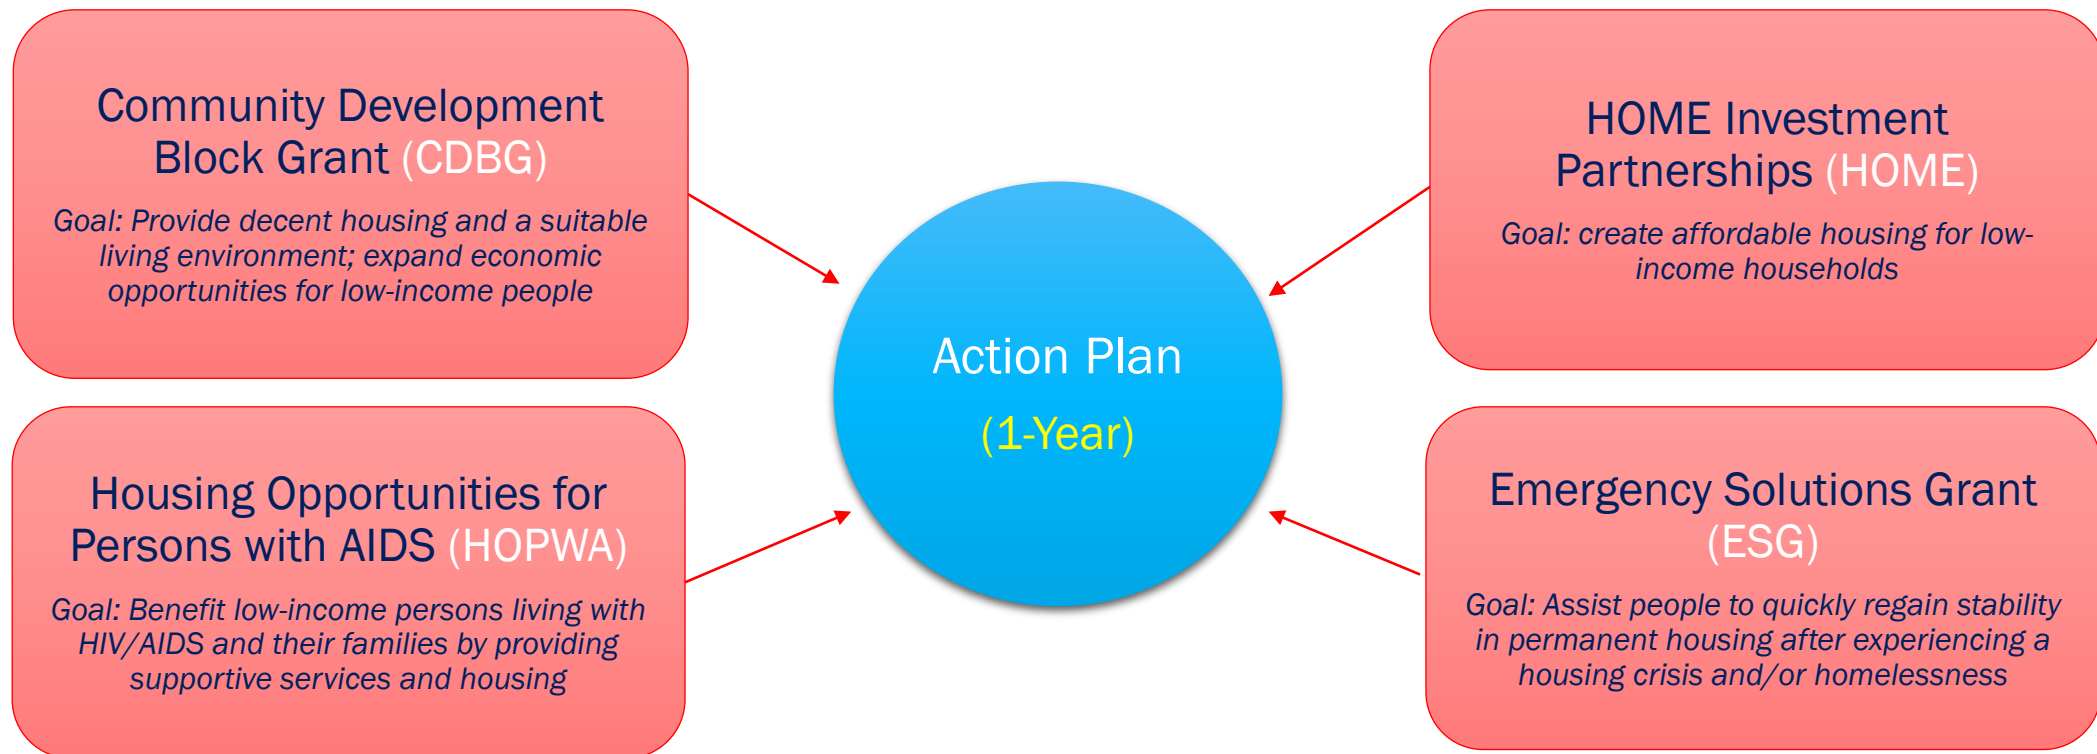 Community Development
Block Grant (CDBG)
Goal: Provide decent housing and a suitable
living environment; expand economic
opportunities for low-income people
HOME Investment
Partnerships (HOME)
Goal: create affordable housing for low-
income households
Action Plan
(1-Year)
Housing Opportunities for
Persons with AIDS (HOPWA)
Goal: Benefit low-income persons living with
HIV/AIDS and their families by providing
supportive services and housing
Emergency Solutions Grant
(ESG)
Goal: Assist people to quickly regain stability
in permanent housing after experiencing a
housing crisis and/or homelessness